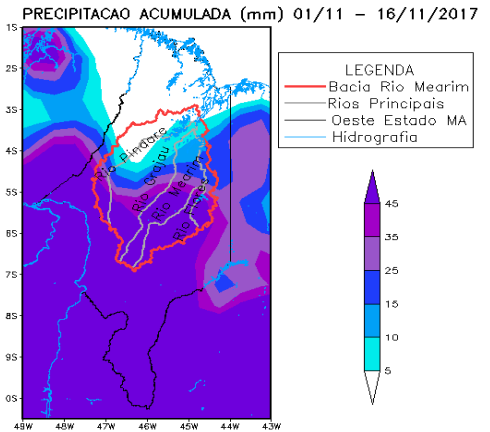 PRECIPITACAO ACUMULADA (mm) 01/11 – 16/11/2017
1S
2S
3S
4S
5S
6S
7S
8S
9S
0S
48W
47W
46W
45W
44W
43W
LEGENDA
Bacia Rio Mearim
Rios Principais
Oeste Estado MA
Hidrografia
Rio Pindare
Rio Grajau
Rio Mearim
Rio Flores
45
35
25
15
10
5